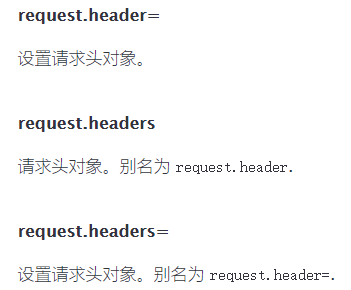 request.header=
设置请求头对象。
request.headers
请求头对象。别名为 request.header.
request.headers=
设置请求头对象。别名为 request.header=.